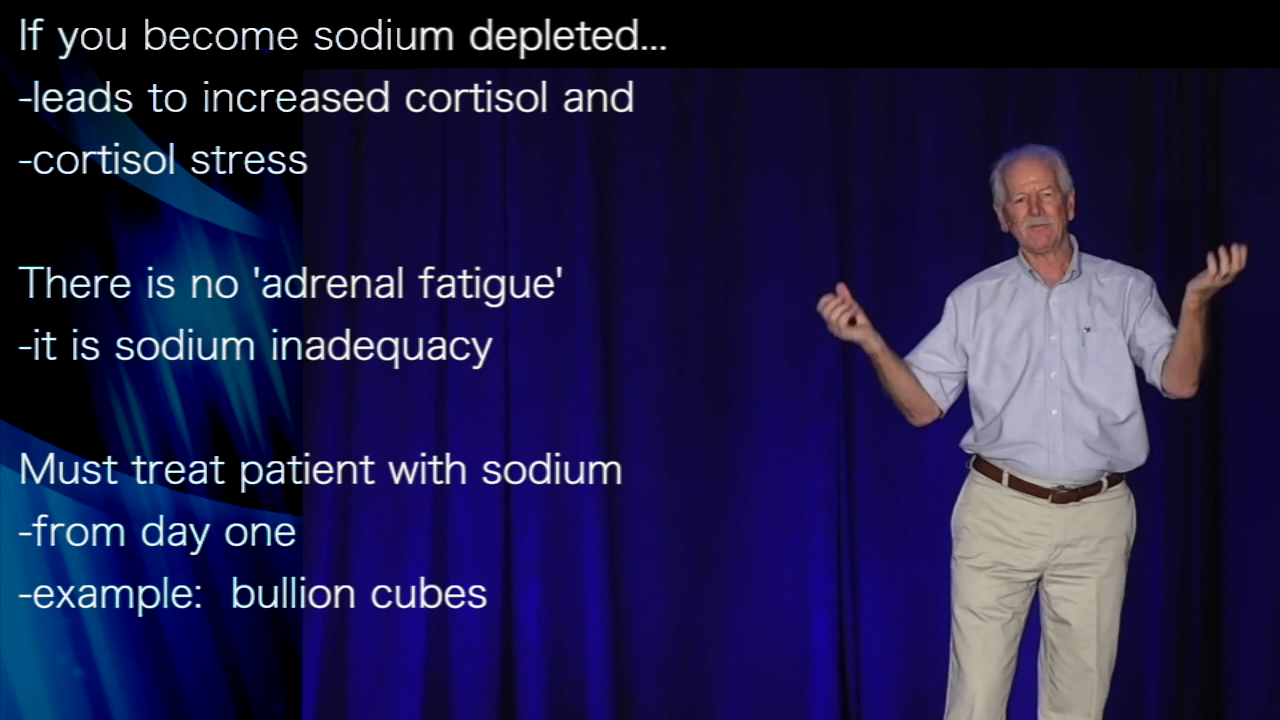 If you become sodium depleted...
-leads to increased cortisol and
-cortisol stress
There is no 'adrenal fatigue'
-it is sodium inadequacy
Must treat patient with sodium
-from day one
-example:  bullion cubes